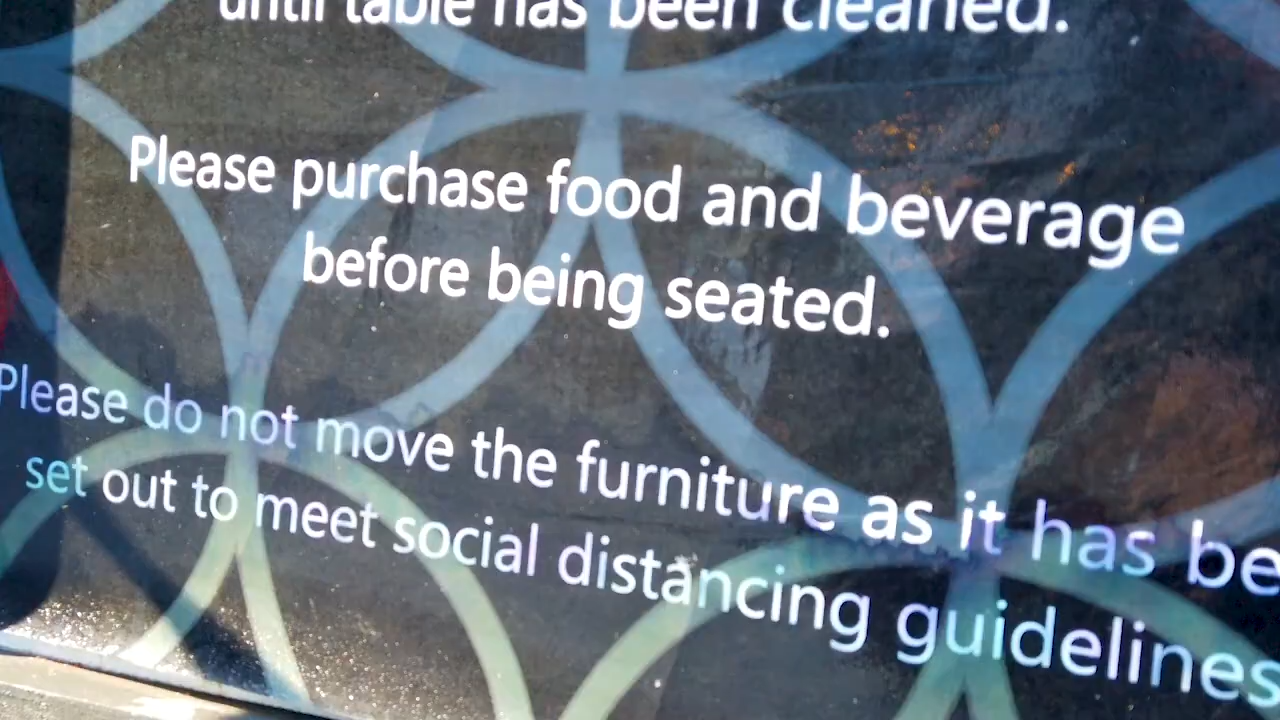 until table has been cleaned.
Please purchase food and beverage
before being seated.
Please do not move the furniture as it has be
set out to meet social distancing guidelines